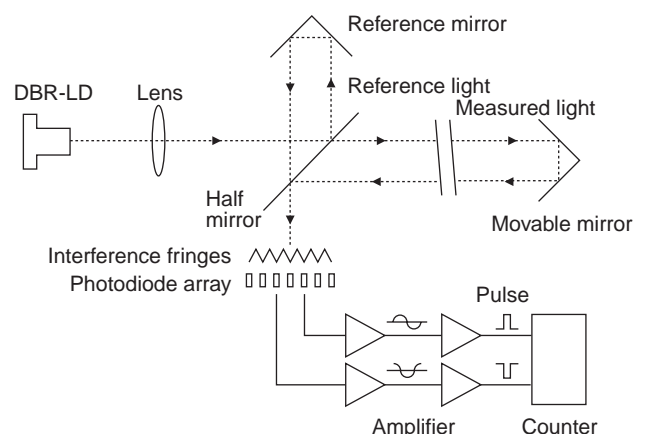 Reference mirror
DBR-LD
Lens
Reference light
Measured light
Half
mirror
Movable mirror
Interference fringes
Photodiode array
Pulse
Amplifier
Counter